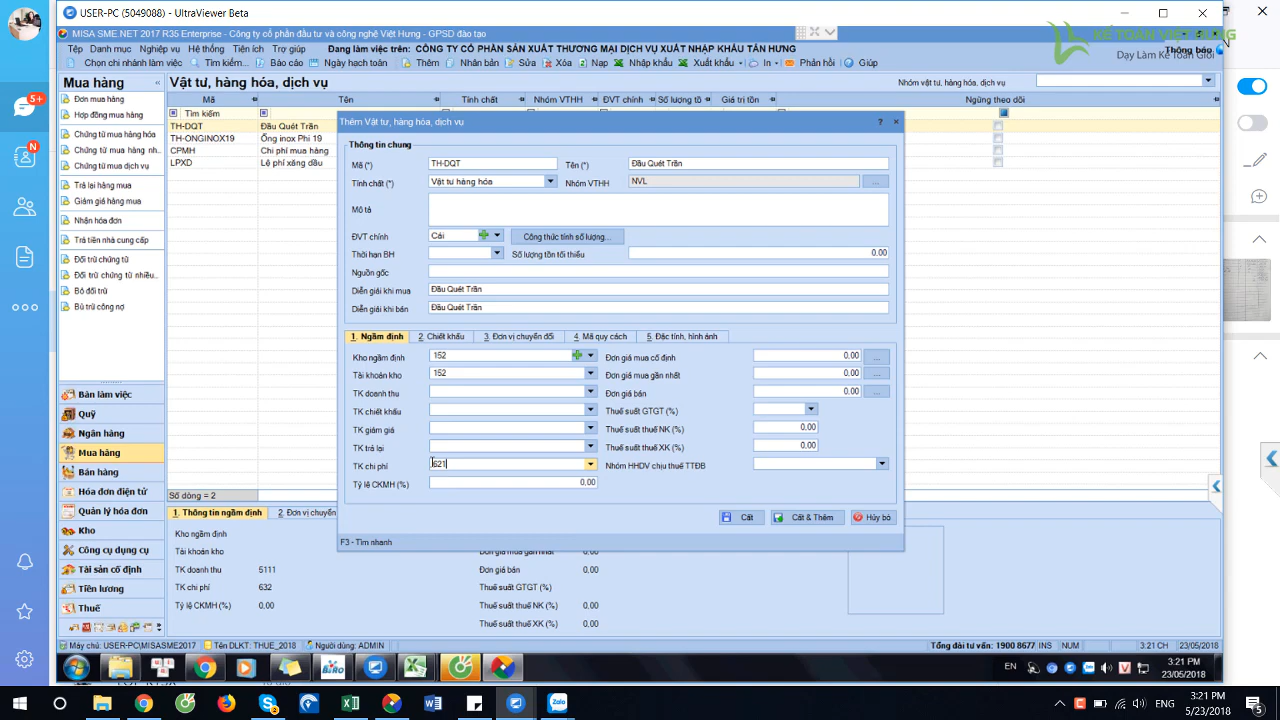 USER-PC (5049088) - Ultraviewer Beta
MISA SME.NET 2017 R35 Enterprise - Công ty cổ phần đầu tư và công nghệ Việt Hưng - GPSD đào tạo
Tệp Danh mục Nghiệp vụ Hệ thống Tiện ích Trợ giúp Đang làm việc trên: CÔNG TY CỔ PHẦN SẢN XUẤT THƯƠNG MẠI DỊCH VỤ XUẤT NHẬP KHẨU TÂN HƯNG Thông báo
KẾ TOÁN VIỆT HƯNG
Dạy Làm Kế Toán Giỏi
Chọn chi nhánh làm việc Tìm kiếm... Báo cáo Ngày hạch toán Thêm Nhân bản Sửa Xóa Nạp Nhập khẩu Xuất khẩu In Phản hồi Giúp
Mua hàng «
Vật tư, hàng hóa, dịch vụ
Nhóm vật tư, hàng hóa, dịch vụ
Đơn mua hàng
Hợp đồng mua hàng
Chứng từ mua hàng hóa
Chứng từ mua hàng nh...
Chứng từ mua dịch vụ
Trả lại hàng mua
Giảm giá hàng mua
Nhận hóa đơn
Trả tiền nhà cung cấp
Đối trừ chứng từ
Đối trừ chứng từ nhiều...
Bỏ đối trừ
Bù trừ công nợ
Mã Tên Tính chất Nhóm VTHH ĐVT chính Số lượng tồ Giá trị tồn Ngừng theo dõi
Tìm kiếm
TH-DQT Đầu Quét Trần
TH-ONGINOX19 Ống inox Phi 19
CPMH Chi phí mua hàng
LPXD Lệ phí xăng dầu
Thêm Vật tư, hàng hóa, dịch vụ ? ×
Thông tin chung
Mã (*) TH-DQT Tên (*) Đầu Quét Trần
Tính chất (*) Vật tư hàng hóa Nhóm VTHH NVL ...
Mô tả
ĐVT chính Cái Công thức tính số lượng...
Thời hạn BH Số lượng tồn tối thiểu 0.00
Nguồn gốc
Diễn giải khi mua Đầu Quét Trần
Diễn giải khi bán Đầu Quét Trần
1. Ngầm định 2. Chiết khấu 3. Đơn vị chuyển đổi 4. Mã quy cách 5. Đặc tính, hình ảnh
Kho ngầm định 152 Đơn giá mua cố định 0.00 ...
Tài khoản kho 152 Đơn giá mua gần nhất 0.00 ...
TK doanh thu Đơn giá bán 0.00 ...
TK chiết khấu Thuế suất GTGT (%)
TK giảm giá Thuế suất thuế NK (%) 0.00
TK trả lại Thuế suất thuế XK (%) 0.00
TK chi phí 621 Nhóm HHDV chịu thuế TTĐB
Tỷ lệ CKMH (%) 0.00
Cất Cất & Thêm Hủy bỏ
F3 - Tìm nhanh
Bàn làm việc
Quỹ
Ngân hàng
Mua hàng
Bán hàng
Hóa đơn điện tử
Quản lý hóa đơn
Kho
Công cụ dụng cụ
Tài sản cố định
Tiền lương
Thuế
Số dòng = 2
1. Thông tin ngầm định 2. Đơn vị chuyển
Kho ngầm định
Tài khoản kho Đơn giá mua gần nhất 0.00
TK doanh thu 5111 Đơn giá bán 0.00
TK chi phí 632 Thuế suất GTGT (%)
Tỷ lệ CKMH (%) 0.00 Thuế suất thuế NK (%) 0.00
Thuế suất thuế XK (%) 0.00
Máy chủ: USER-PC\MISASME2017 Tên DLKT: THUE_2018 Người dùng: ADMIN Tổng đài tư vấn: 1900 8677 INS NUM 3:21 CH 23/05/2018
EN 3:21 PM
23/05/2018
ENG 3:21 PM
5/23/2018
5+
N